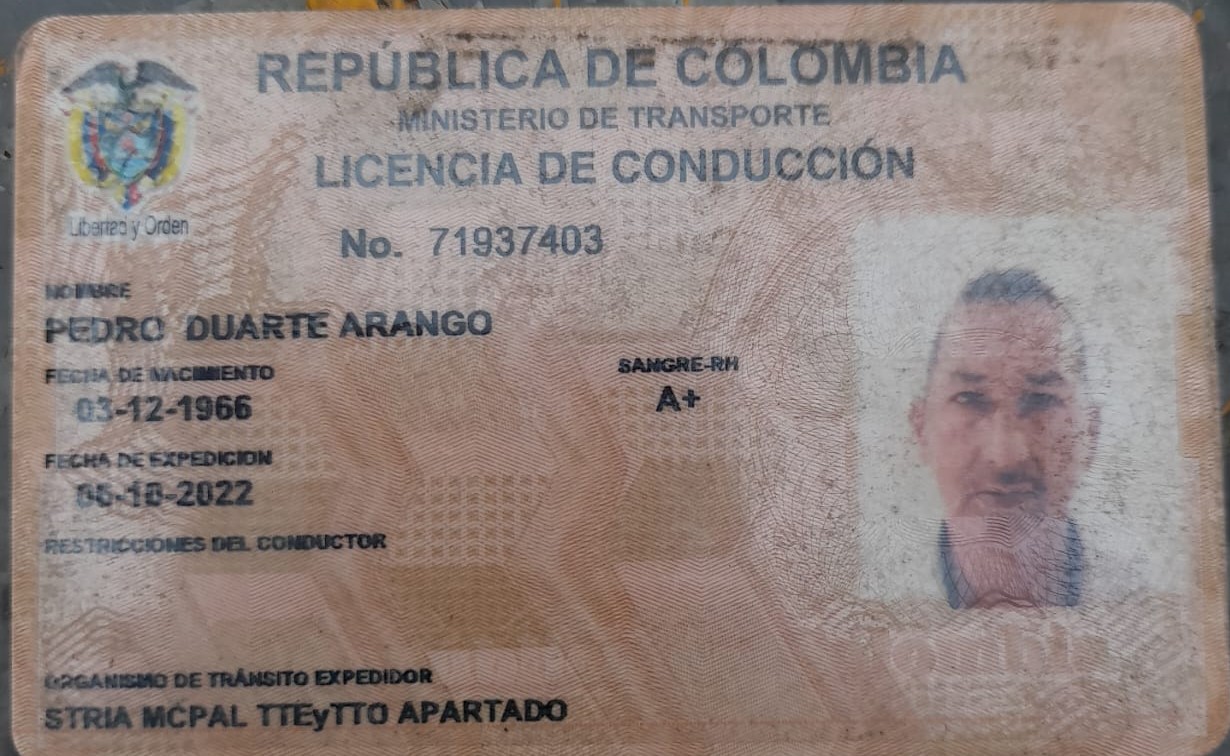 REPÚBLICA DE COLOMBIA
MINISTERIO DE TRANSPORTE
LICENCIA DE CONDUCCIÓN
Libertad y Orden
No. 71937403
NOMBRE
PEDRO DUARTE ARANGO
FECHA DE NACIMIENTO
03-12-1966
SANGRE-RH
A+
FECHA DE EXPEDICION
-2022
RESTRICCIONES DEL CONDUCTOR
ORGANISMO DE TRÁNSITO EXPEDIDOR
STRIA MCPAL TTEyTTO APARTADO